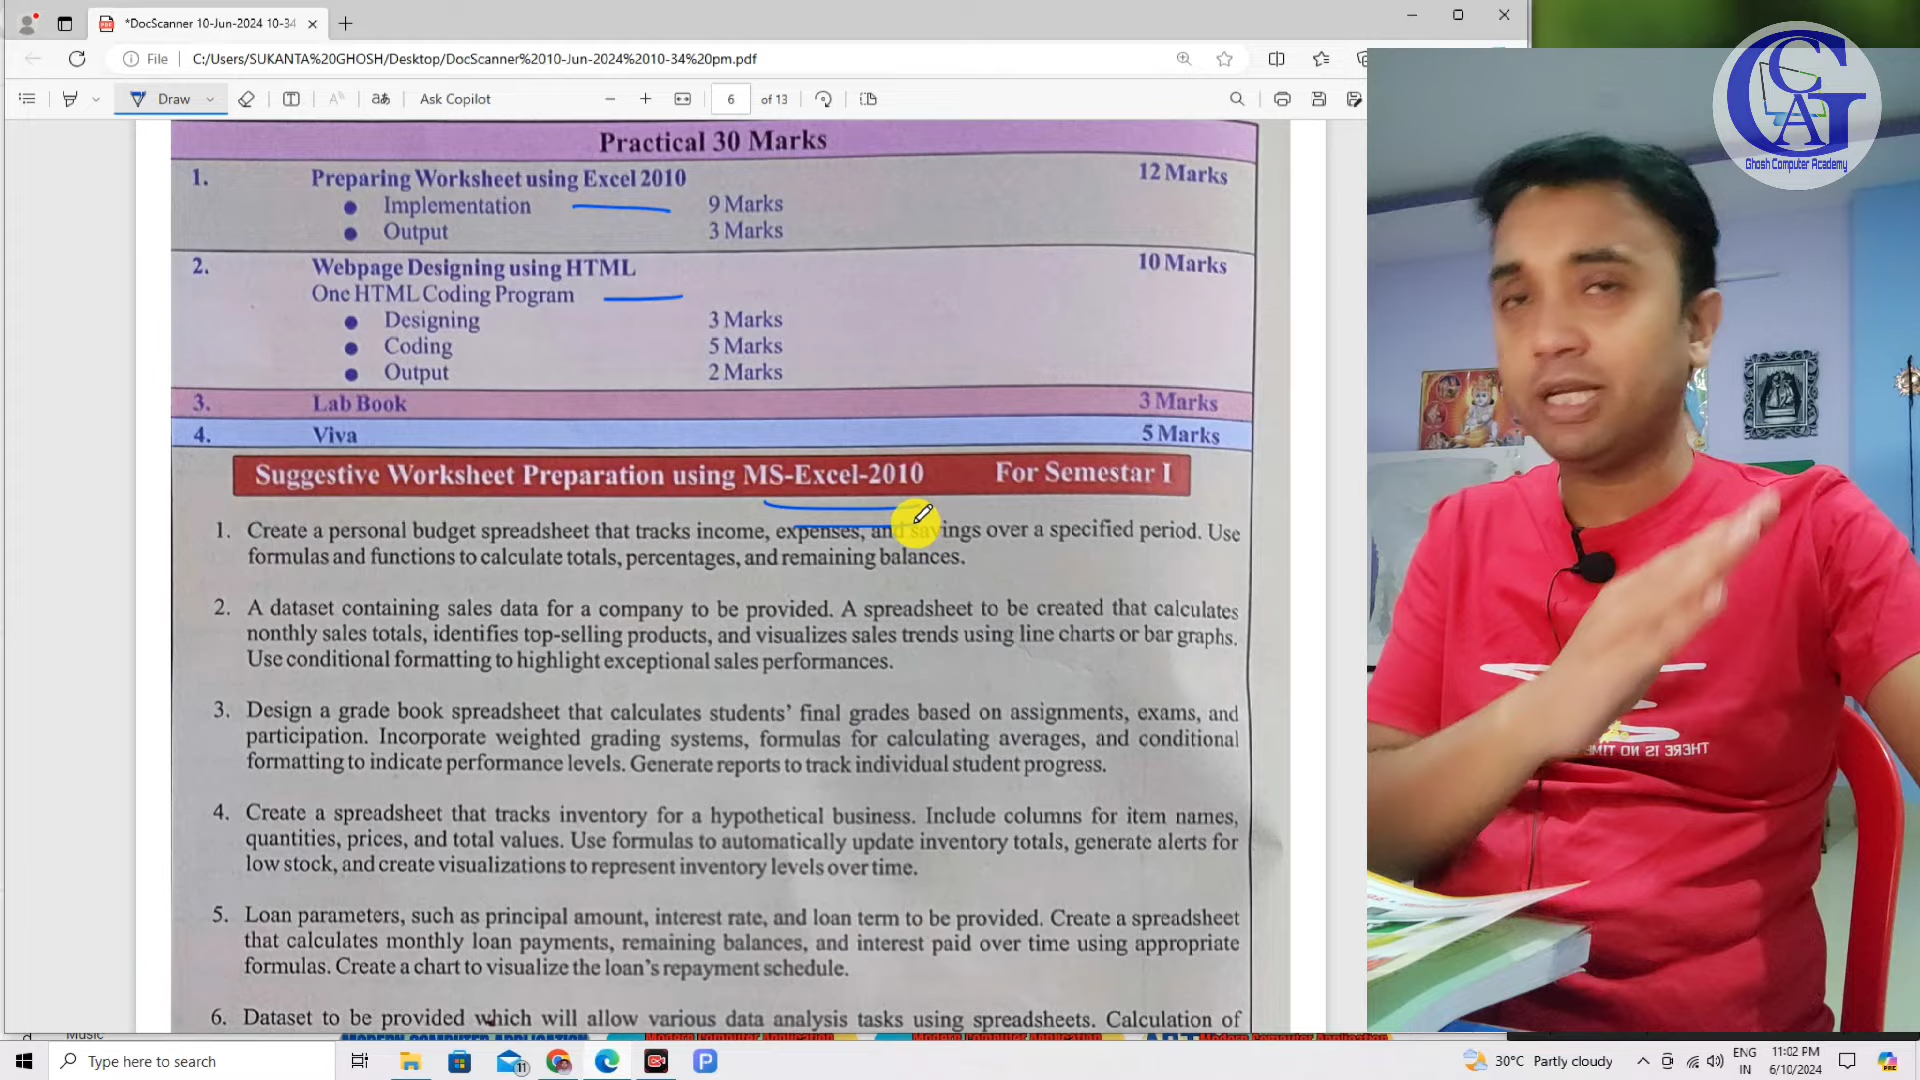 *DocScanner 10-Jun-2024 10-34
File C:/Users/SUKANTA%20GHOSH/Desktop/DocScanner%2010-Jun-2024%2010-34%20pm.pdf
Draw
Ask Copilot
6 of 13
GCA
Ghosh Computer Academy
Practical 30 Marks
1. Preparing Worksheet using Excel 2010 12 Marks
Implementation 9 Marks
Output 3 Marks
2. Webpage Designing using HTML 10 Marks
One HTML Coding Program
Designing 3 Marks
Coding 5 Marks
Output 2 Marks
3. Lab Book 3 Marks
4. Viva 5 Marks
Suggestive Worksheet Preparation using MS-Excel-2010 For Semestar I
1. Create a personal budget spreadsheet that tracks income, expenses, and savings over a specified period. Use
formulas and functions to calculate totals, percentages, and remaining balances.
2. A dataset containing sales data for a company to be provided. A spreadsheet to be created that calculates
nonthly sales totals, identifies top-selling products, and visualizes sales trends using line charts or bar graphs.
Use conditional formatting to highlight exceptional sales performances.
3. Design a grade book spreadsheet that calculates students' final grades based on assignments, exams, and
participation. Incorporate weighted grading systems, formulas for calculating averages, and conditional
formatting to indicate performance levels. Generate reports to track individual student progress.
4. Create a spreadsheet that tracks inventory for a hypothetical business. Include columns for item names,
quantities, prices, and total values. Use formulas to automatically update inventory totals, generate alerts for
low stock, and create visualizations to represent inventory levels over time.
5. Loan parameters, such as principal amount, interest rate, and loan term to be provided. Create a spreadsheet
that calculates monthly loan payments, remaining balances, and interest paid over time using appropriate
formulas. Create a chart to visualize the loan's repayment schedule.
6. Dataset to be provided which will allow various data analysis tasks using spreadsheets. Calculation of
THERE IS NO TIME
Music
Type here to search
11
30°C Partly cloudy
ENG
IN
11:02 PM
6/10/2024